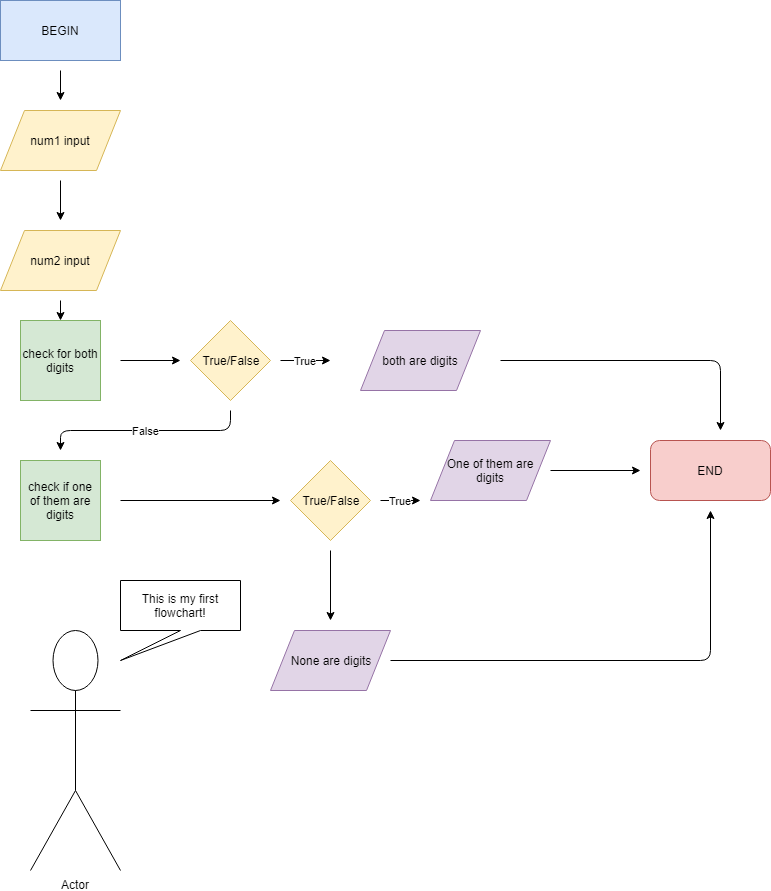 BEGIN
num1 input
num2 input
check for both
digits
True/False
True
both are digits
False
check if one
of them are
digits
True/False
True
One of them are
digits
END
This is my first
flowchart!
None are digits
Actor